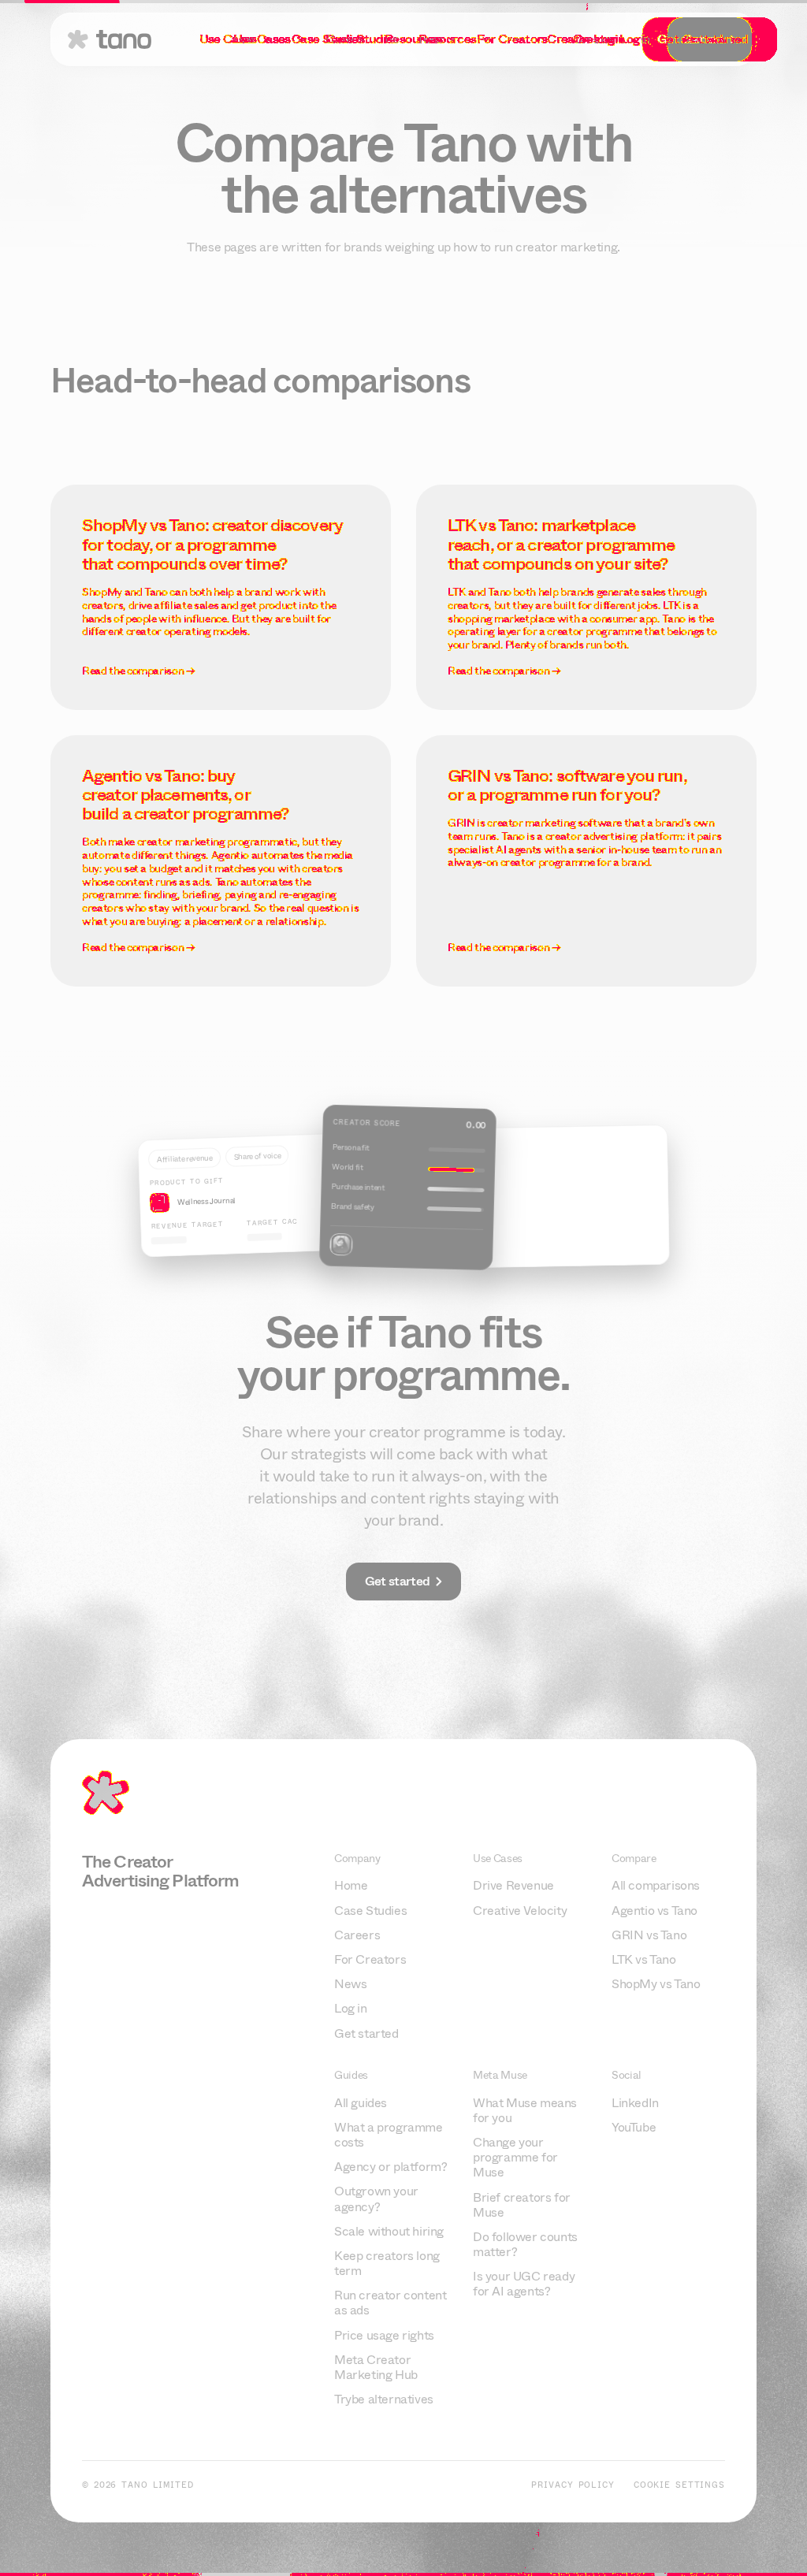 tano
For Creators
Compare Tano with
the alternatives
These pages are written for brands weighing up how to run creator marketing.
Head-to-head comparisons
ShopMy vs Tano: creator discovery
for today, or a programme
that compounds over time?
ShopMy and Tano can both help a brand work with
creators, drive affiliate sales and get product into the
hands of people with influence. But they are built for
different creator operating models.
Read the comparison →
LTK vs Tano: marketplace
reach, or a creator programme
that compounds on your site?
LTK and Tano both help brands generate sales through
creators, but they are built for different jobs. LTK is a
shopping marketplace with a consumer app. Tano is the
operating layer for a creator programme that belongs to
your brand. Plenty of brands run both.
Read the comparison →
Agentio vs Tano: buy
creator placements, or
build a creator programme?
Both make creator marketing programmatic, but they
automate different things. Agentio automates the media
buy: you set a budget and it matches you with creators
whose content runs as ads. Tano automates the
programme: finding, briefing, paying and re-engaging
creators who stay with your brand. So the real question is
what you are buying: a placement or a relationship.
Read the comparison →
GRIN vs Tano: software you run,
or a programme run for you?
GRIN is creator marketing software that a brand's own
team runs. Tano is a creator advertising platform: it pairs
specialist AI agents with a senior in-house team to run an
always-on creator programme for a brand.
Read the comparison →
Affiliate revenue
Share of voice
PRODUCT TO GIFT
Wellness Journal
REVENUE TARGET
TARGET CAC
CREATOR SCORE
0.00
Persona fit
World fit
Purchase intent
Brand safety
See if Tano fits
your programme.
Share where your creator programme is today.
Our strategists will come back with what
it would take to run it always-on, with the
relationships and content rights staying with
your brand.
Get started
The Creator
Advertising Platform
Company
Home
Case Studies
Careers
For Creators
News
Log in
Get started
Use Cases
Drive Revenue
Creative Velocity
Compare
All comparisons
Agentio vs Tano
GRIN vs Tano
LTK vs Tano
ShopMy vs Tano
Guides
All guides
What a programme
costs
Agency or platform?
Outgrown your
agency?
Scale without hiring
Keep creators long
term
Run creator content
as ads
Price usage rights
Meta Creator
Marketing Hub
Trybe alternatives
Meta Muse
What Muse means
for you
Change your
programme for
Muse
Brief creators for
Muse
Do follower counts
matter?
Is your UGC ready
for AI agents?
Social
LinkedIn
YouTube
© 2026 TANO LIMITED
PRIVACY POLICY
COOKIE SETTINGS